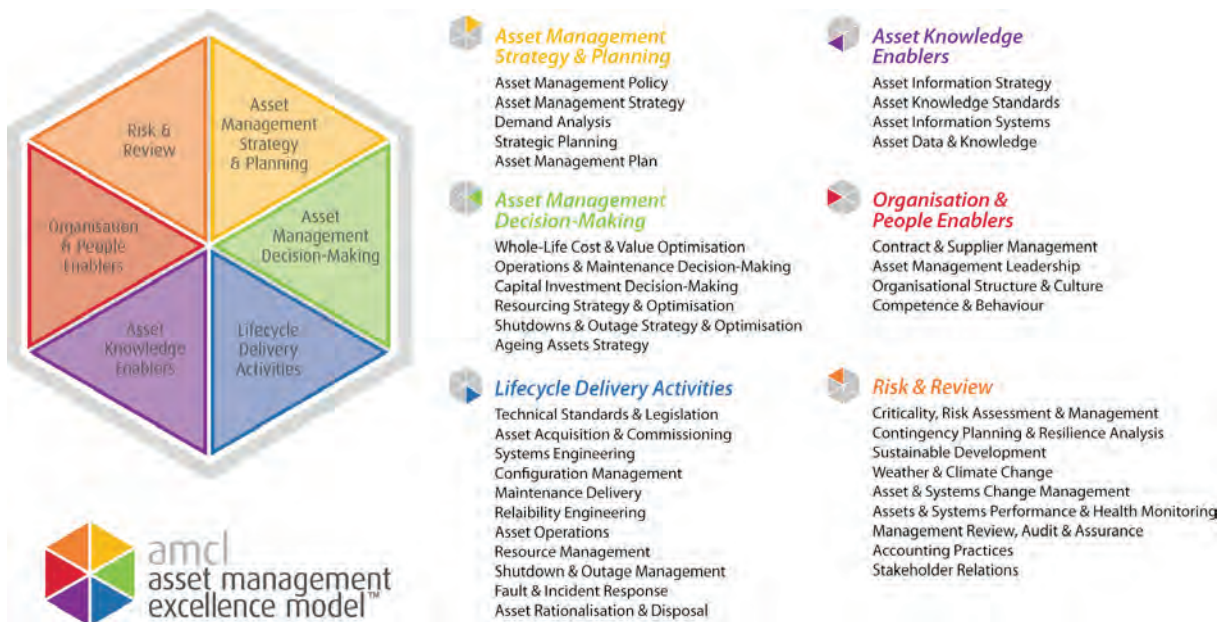 Risk &
Review
Asset
Management
Strategy
& Planning
Organisation
& People
Enablers
Asset
Management
Decision-Making
Asset
Knowledge
Enablers
Lifecycle
Delivery
Activities
amcl
asset management
excellence model™
Asset Management
Strategy & Planning
Asset Management Policy
Asset Management Strategy
Demand Analysis
Strategic Planning
Asset Management Plan
Asset Management
Decision-Making
Whole-Life Cost & Value Optimisation
Operations & Maintenance Decision-Making
Capital Investment Decision-Making
Resourcing Strategy & Optimisation
Shutdowns & Outage Strategy & Optimisation
Ageing Assets Strategy
Lifecycle Delivery Activities
Technical Standards & Legislation
Asset Acquisition & Commissioning
Systems Engineering
Configuration Management
Maintenance Delivery
Relaibility Engineering
Asset Operations
Resource Management
Shutdown & Outage Management
Fault & Incident Response
Asset Rationalisation & Disposal
Asset Knowledge
Enablers
Asset Information Strategy
Asset Knowledge Standards
Asset Information Systems
Asset Data & Knowledge
Organisation &
People Enablers
Contract & Supplier Management
Asset Management Leadership
Organisational Structure & Culture
Competence & Behaviour
Risk & Review
Criticality, Risk Assessment & Management
Contingency Planning & Resilience Analysis
Sustainable Development
Weather & Climate Change
Asset & Systems Change Management
Assets & Systems Performance & Health Monitoring
Management Review, Audit & Assurance
Accounting Practices
Stakeholder Relations